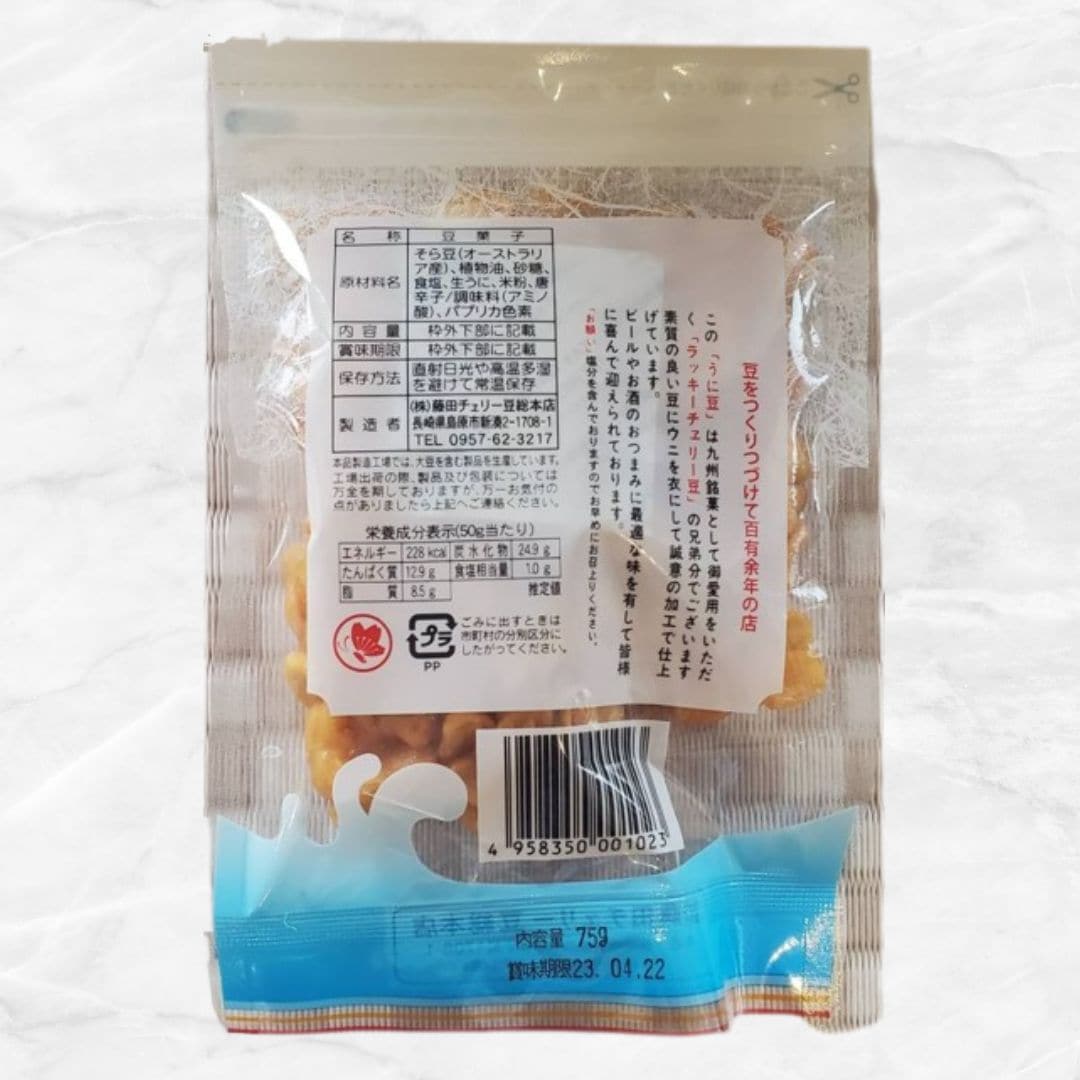 名称 豆菓子
原材料名 そら豆(オーストラリ
ア産)、植物油、砂糖、
食塩、生うに、米粉、唐
辛子/調味料(アミノ
酸)、パプリカ色素
内容量 枠外下部に記載
賞味期限 枠外下部に記載
保存方法 直射日光や高温多湿
を避けて常温保存
製造者 (株)藤田チェリー豆総本店
長崎県島原市新湊2-1708-1
TEL 0957-62-3217
本品製造工場では、大豆を含む製品を生産しています。
工場出荷の際、製品及び包装については
万全を期しておりますが、万一お気付の
点がありましたら上記へご連絡ください。
栄養成分表示(50g当たり)
エネルギー 228 kcal 炭水化物 24.9 g
たんぱく質 12.9 g 食塩相当量 1.0 g
脂質 8.5 g 推定値
プラ
PP
ごみに出すときは
市町村の分別区分に
したがってください。
豆をつくりつづけて百有余年の店
この「うに豆」は九州銘菓として御愛用をいただ
く「ラッキーチェリー豆」の兄弟分でございます
素質の良い豆にウニを衣にして誠意の加工で仕上
げています。
ビールやお酒のおつまみに最適な味を有して皆様
に喜んで迎えられております。
「お願い」塩分を含んでおりますのでお早めにお召上りください。
4 958350 001023
内容量 75g
賞味期限23. 04.22